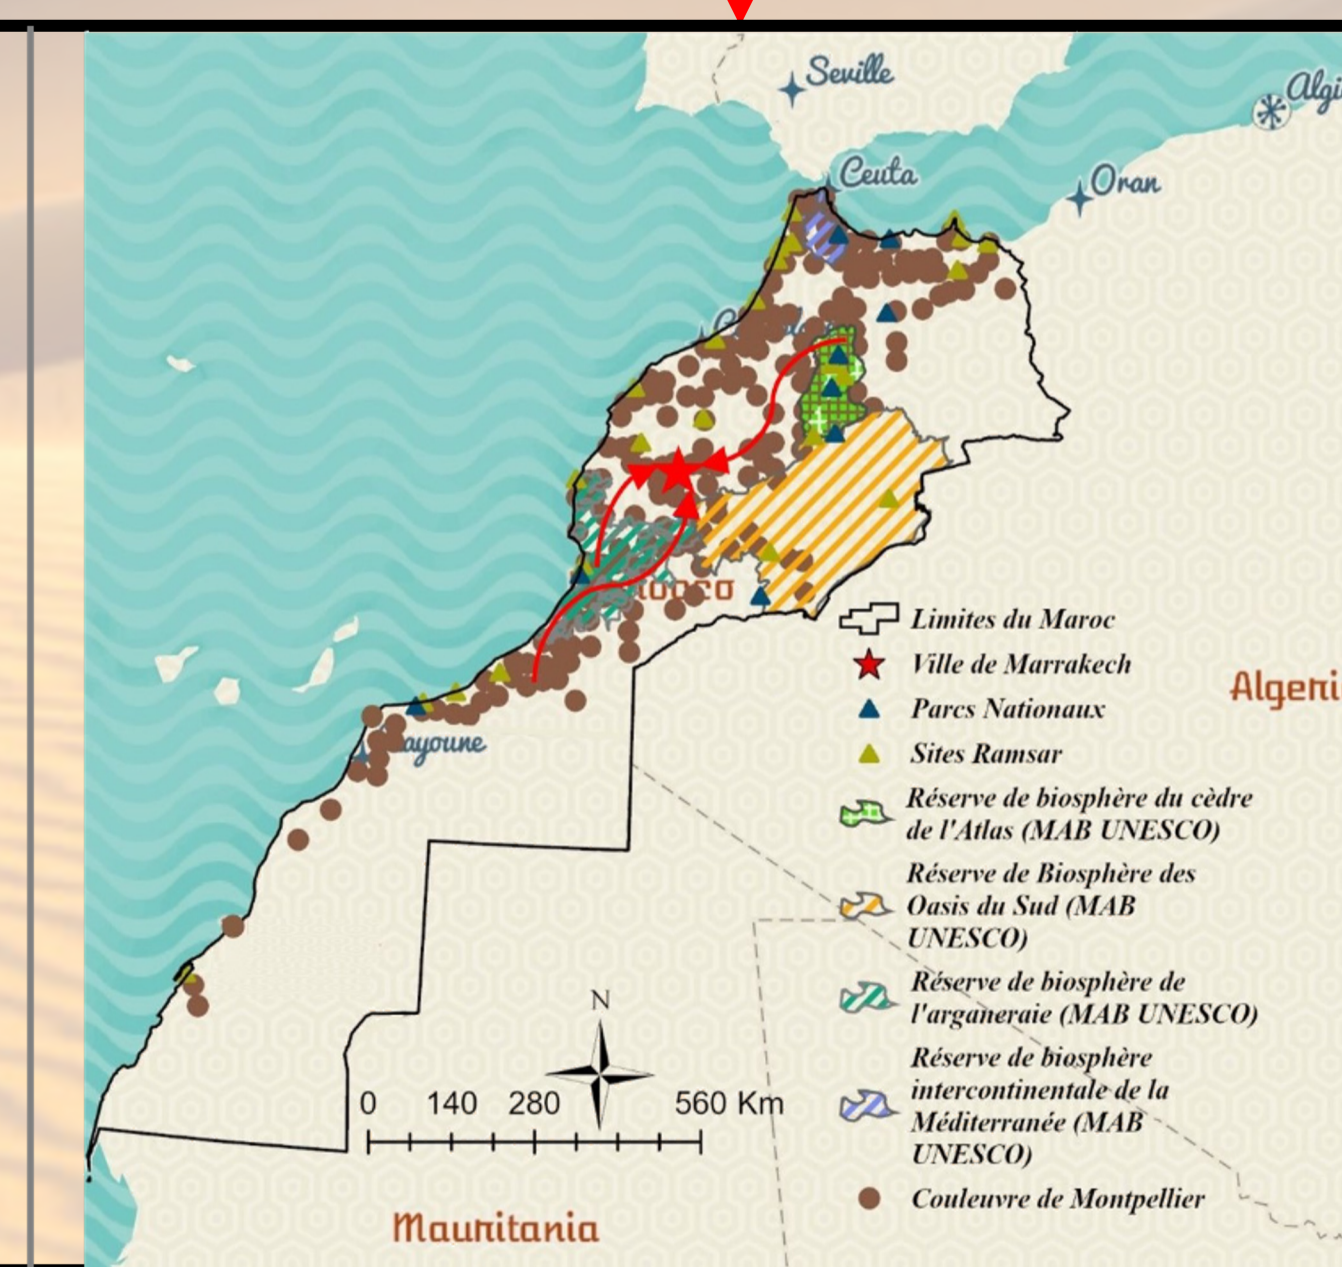 Seville
Ceuta
Oran
ayoune
Limites du Maroc
Ville de Marrakech
Parcs Nationaux
Sites Ramsar
Réserve de biosphère du cèdre
de l'Atlas (MAB UNESCO)
Réserve de Biosphère des
Oasis du Sud (MAB
UNESCO)
Réserve de biosphère de
l'arganeraie (MAB UNESCO)
Réserve de biosphère
intercontinentale de la
Méditerranée (MAB
UNESCO)
Couleuvre de Montpellier
Algeri
N
0 140 280 560 Km
Mauritania